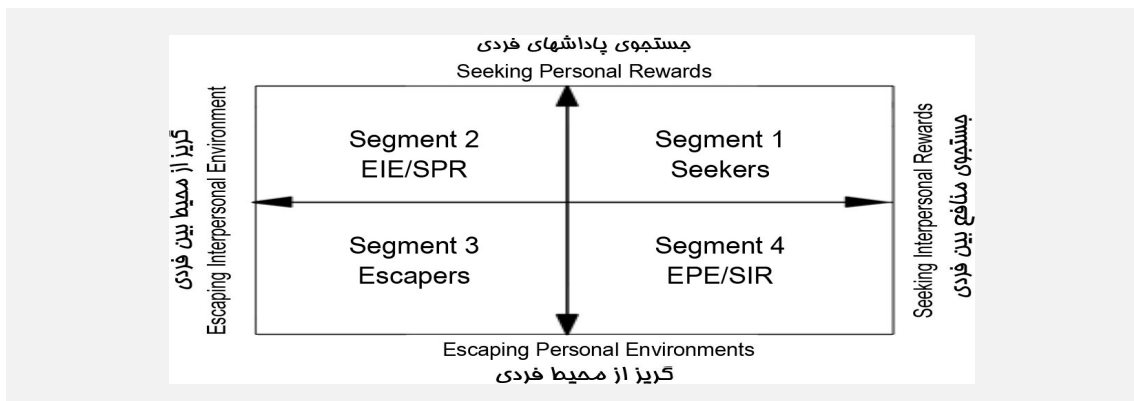 جستجوی پاداشهای فردی
Seeking Personal Rewards
گریز از محیط بین فردی
Escaping Interpersonal Environment
Segment 2
EIE/SPR
Segment 1
Seekers
Segment 3
Escapers
Segment 4
EPE/SIR
Seeking Interpersonal Rewards
جستجوی منافع بین فردی
Escaping Personal Environments
گریز از محیط فردی